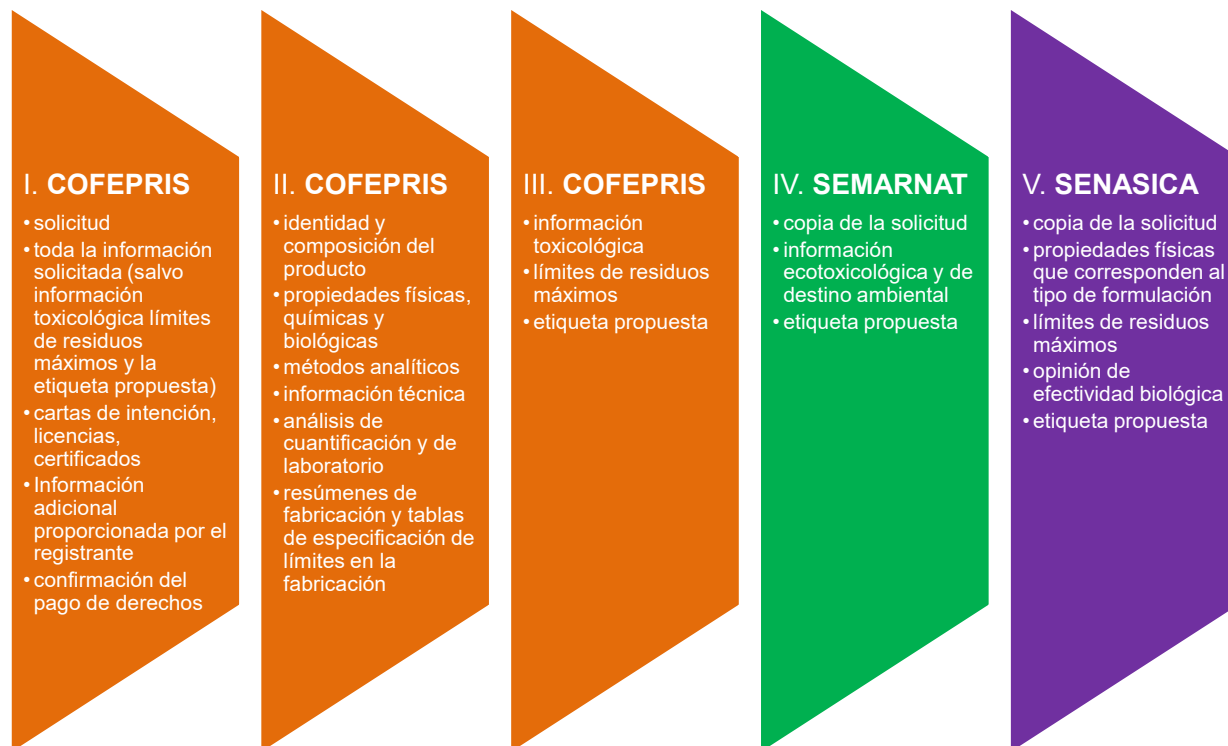 I. COFEPRIS
• solicitud
• toda la información
solicitada (salvo
información
toxicológica límites
de residuos
máximos y la
etiqueta propuesta)
• cartas de intención,
licencias,
certificados
• Información
adicional
proporcionada por el
registrante
• confirmación del
pago de derechos
II. COFEPRIS
• identidad y
composición del
producto
• propiedades físicas,
químicas y
biológicas
• métodos analíticos
• información técnica
• análisis de
cuantificación y de
laboratorio
• resúmenes de
fabricación y tablas
de especificación de
límites en la
fabricación
III. COFEPRIS
• información
toxicológica
• límites de residuos
máximos
• etiqueta propuesta
IV. SEMARNAT
• copia de la solicitud
• información
ecotoxicológica y de
destino ambiental
• etiqueta propuesta
V. SENASICA
• copia de la solicitud
• propiedades físicas
que corresponden al
tipo de formulación
• límites de residuos
máximos
• opinión de
efectividad biológica
• etiqueta propuesta